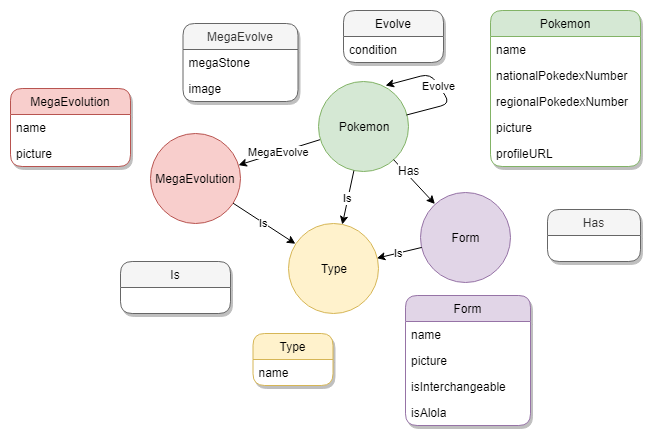 MegaEvolve
megaStone
image
Evolve
condition
Pokemon
name
nationalPokedexNumber
regionalPokedexNumber
picture
profileURL
MegaEvolution
name
picture
Evolve
Pokemon
MegaEvolve
Has
MegaEvolution
Is
Is
Form
Has
Is
Type
Is
Type
name
Form
name
picture
isInterchangeable
isAlola